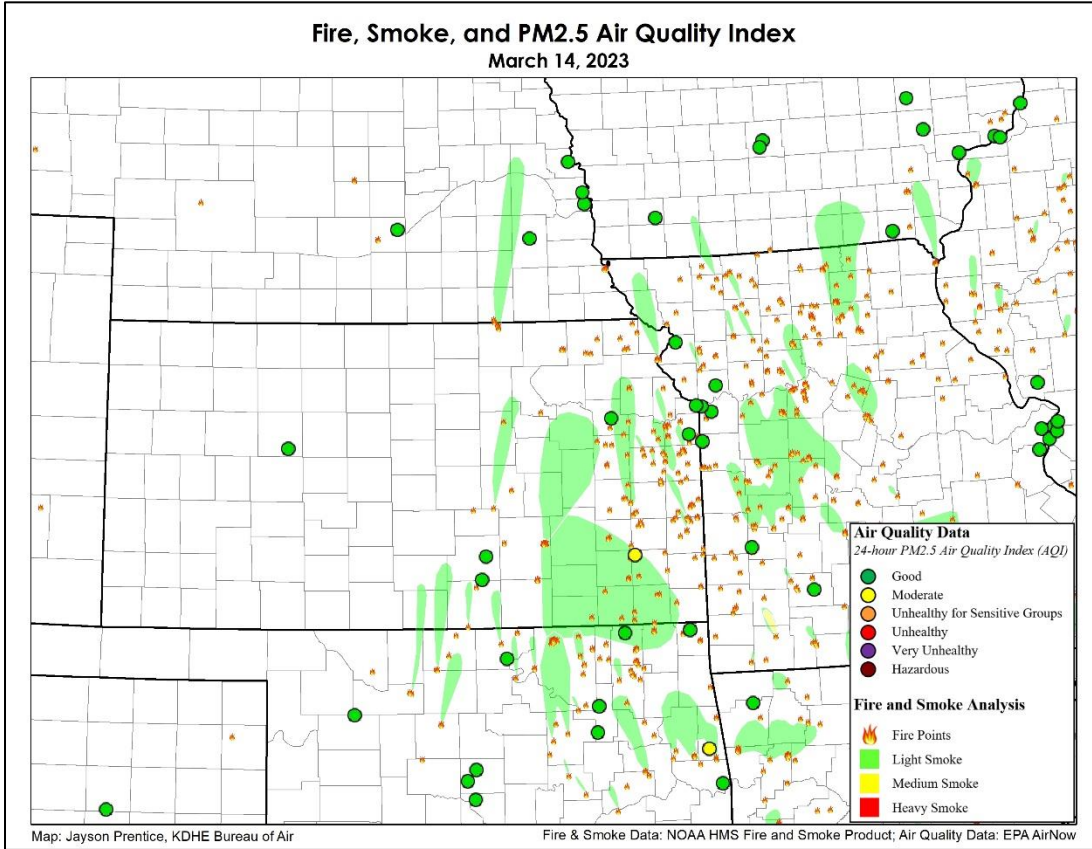 Fire, Smoke, and PM2.5 Air Quality Index
March 14, 2023
Air Quality Data
24-hour PM2.5 Air Quality Index (AQI)
Good
Moderate
Unhealthy for Sensitive Groups
Unhealthy
Very Unhealthy
Hazardous
Fire and Smoke Analysis
Fire Points
Light Smoke
Medium Smoke
Heavy Smoke
Map: Jayson Prentice, KDHE Bureau of Air
Fire & Smoke Data: NOAA HMS Fire and Smoke Product; Air Quality Data: EPA AirNow